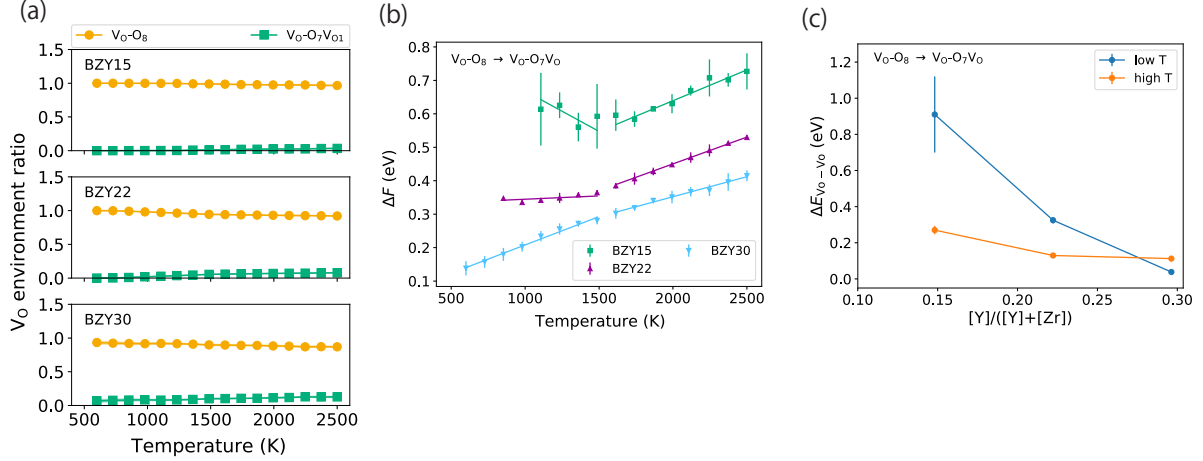 (a)
V_O-O_8
V_O-O_7V_O1
V_O environment ratio
1.5
1.0
0.5
0.0
BZY15
1.5
1.0
0.5
0.0
BZY22
1.5
1.0
0.5
0.0
BZY30
500 1000 1500 2000 2500
Temperature (K)
(b)
V_O-O_8 → V_O-O_7V_O
ΔF (eV)
0.8
0.7
0.6
0.5
0.4
0.3
0.2
0.1
BZY15
BZY22
BZY30
500 1000 1500 2000 2500
Temperature (K)
(c)
V_O-O_8 → V_O-O_7V_O
low T
high T
ΔE_{Vo-Vo} (eV)
1.2
1.0
0.8
0.6
0.4
0.2
0.0
0.10 0.15 0.20 0.25 0.30
[Y]/([Y]+[Zr])